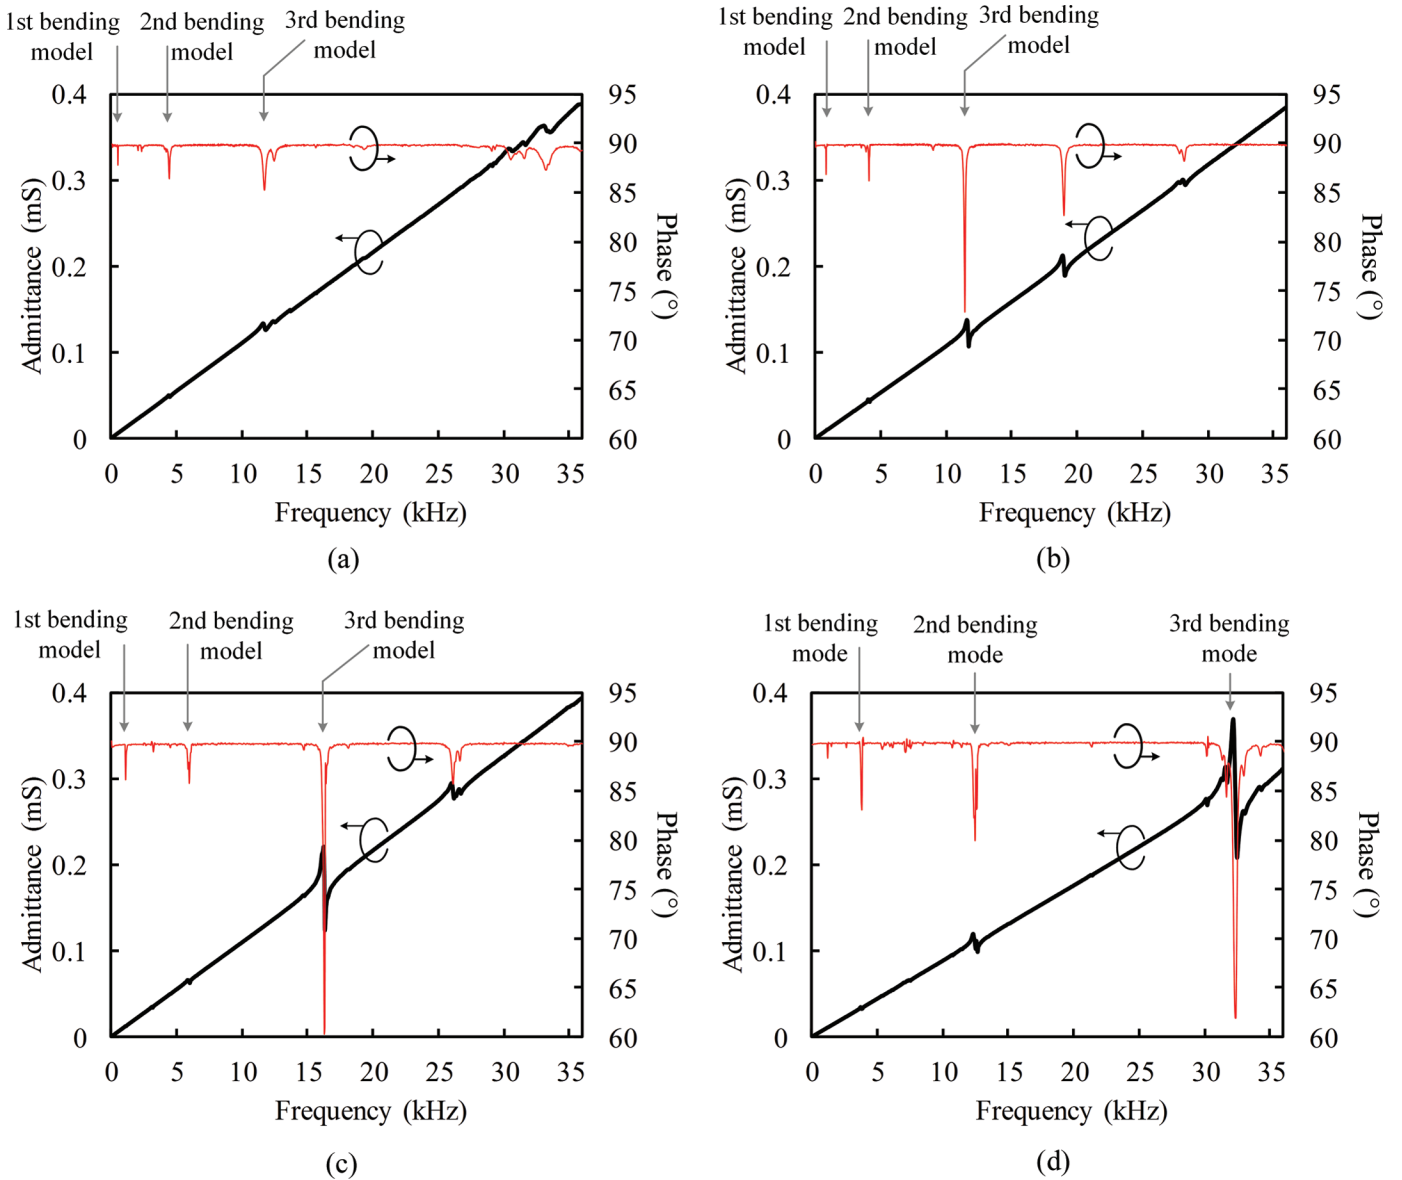 1st bending 2nd bending 3rd bending
model model model
0.4 95
0.3 90
0.2 85
0.1 80
0 75
70
65
60
Admittance (mS)
Phase (°)
0 5 10 15 20 25 30 35
Frequency (kHz)
(a)
1st bending 2nd bending 3rd bending
model model model
0.4 95
0.3 90
0.2 85
0.1 80
0 75
70
65
60
Admittance (mS)
Phase (°)
0 5 10 15 20 25 30 35
Frequency (kHz)
(b)
1st bending 2nd bending 3rd bending
model model model
0.4 95
0.3 90
0.2 85
0.1 80
0 75
70
65
60
Admittance (mS)
Phase (°)
0 5 10 15 20 25 30 35
Frequency (kHz)
(c)
1st bending 2nd bending 3rd bending
mode mode mode
0.4 95
0.3 90
0.2 85
0.1 80
0 75
70
65
60
Admittance (mS)
Phase (°)
0 5 10 15 20 25 30 35
Frequency (kHz)
(d)